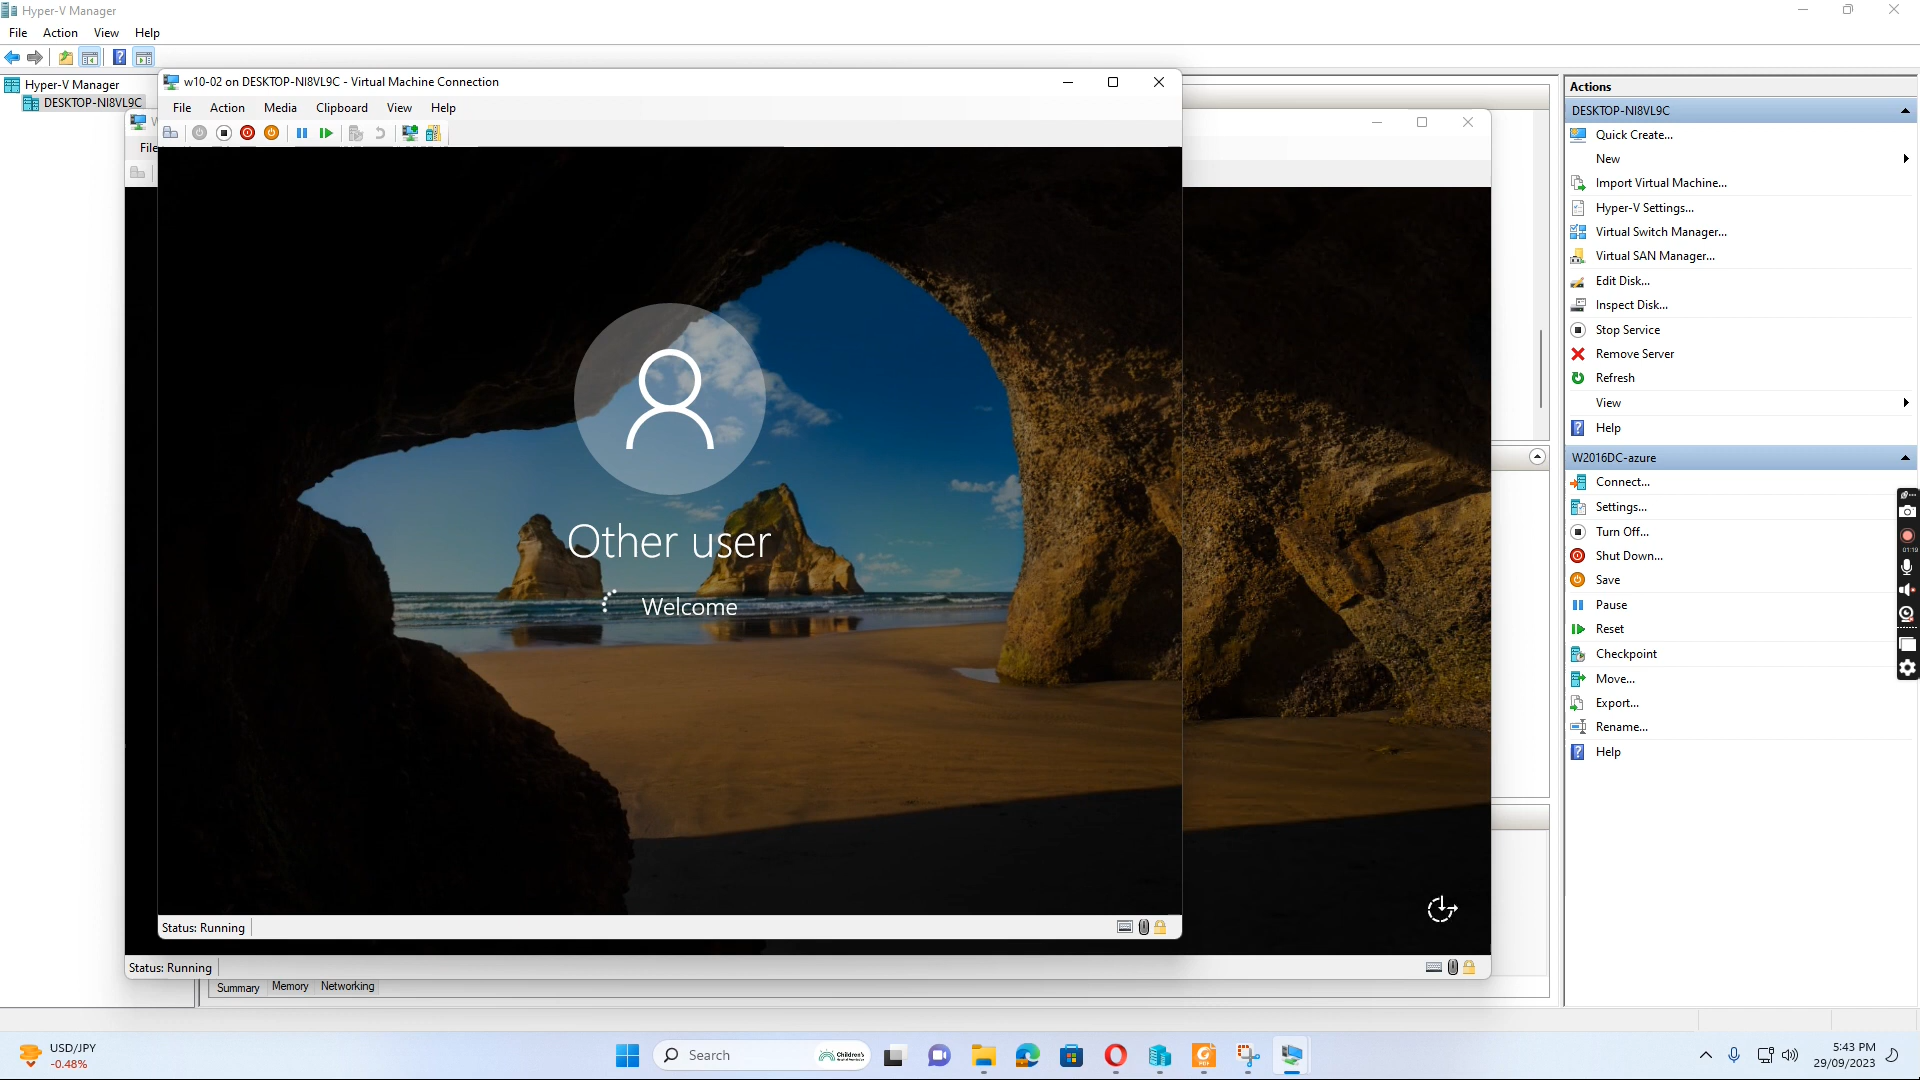 Hyper-V Manager
File Action View Help
Hyper-V Manager
DESKTOP-NI8VL9C
w10-02 on DESKTOP-NI8VL9C - Virtual Machine Connection
File Action Media Clipboard View Help
File
Other user
Welcome
Status: Running
Status: Running
Summary Memory Networking
Actions
DESKTOP-NI8VL9C
Quick Create...
New
Import Virtual Machine...
Hyper-V Settings...
Virtual Switch Manager...
Virtual SAN Manager...
Edit Disk...
Inspect Disk...
Stop Service
Remove Server
Refresh
View
Help
W2016DC-azure
Connect...
Settings...
Turn Off...
Shut Down...
Save
Pause
Reset
Checkpoint
Move...
Export...
Rename...
Help
01:19
USD/JPY
-0.48%
Search
Children's
5:43 PM
29/09/2023